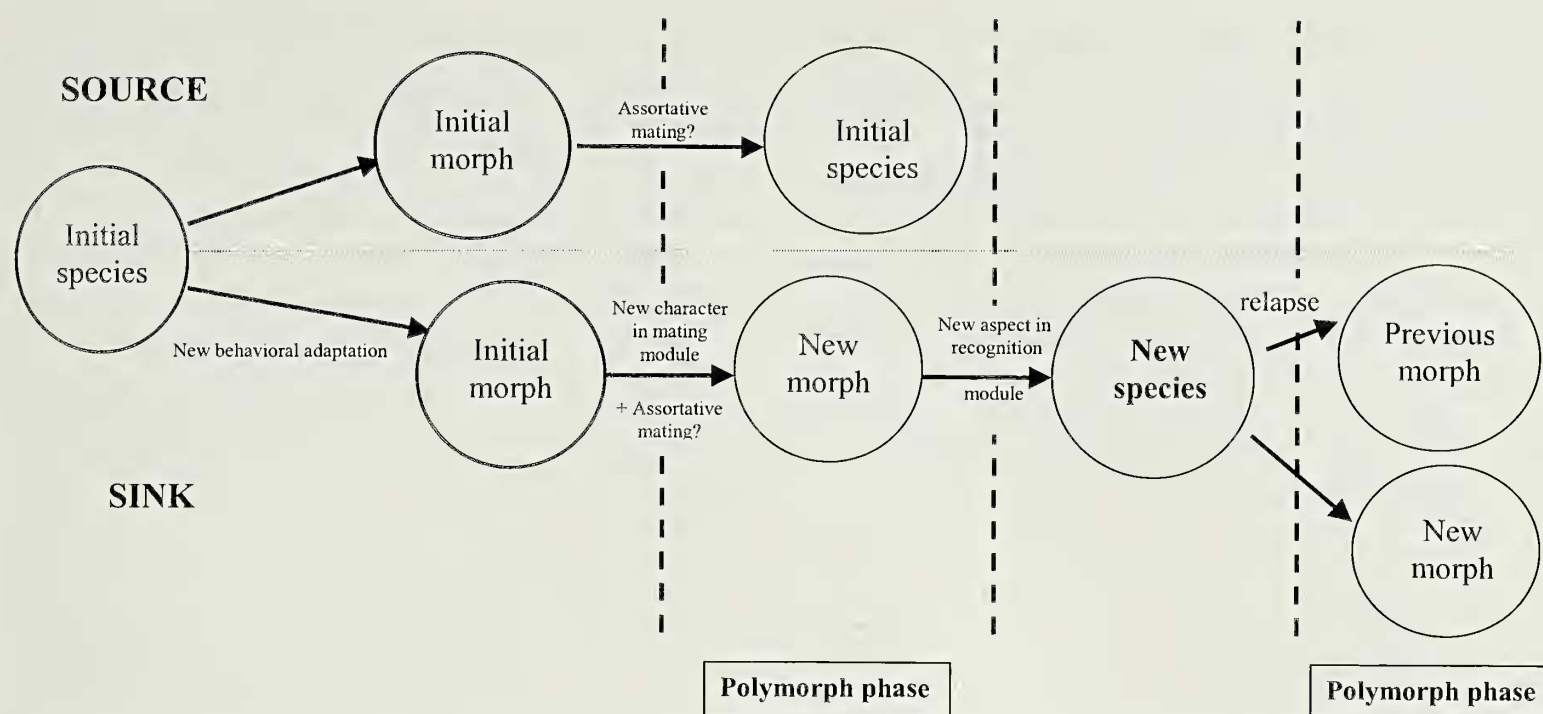 SOURCE
Initial
species
Initial
morph
Assortative
mating?
Initial
species
New behavioral adaptation
Initial
morph
New character
in mating
module
+ Assortative
mating?
New
morph
New aspect in
recognition
module
New
species
relapse
Previous
morph
New
morph
SINK
Polymorph phase
Polymorph phase